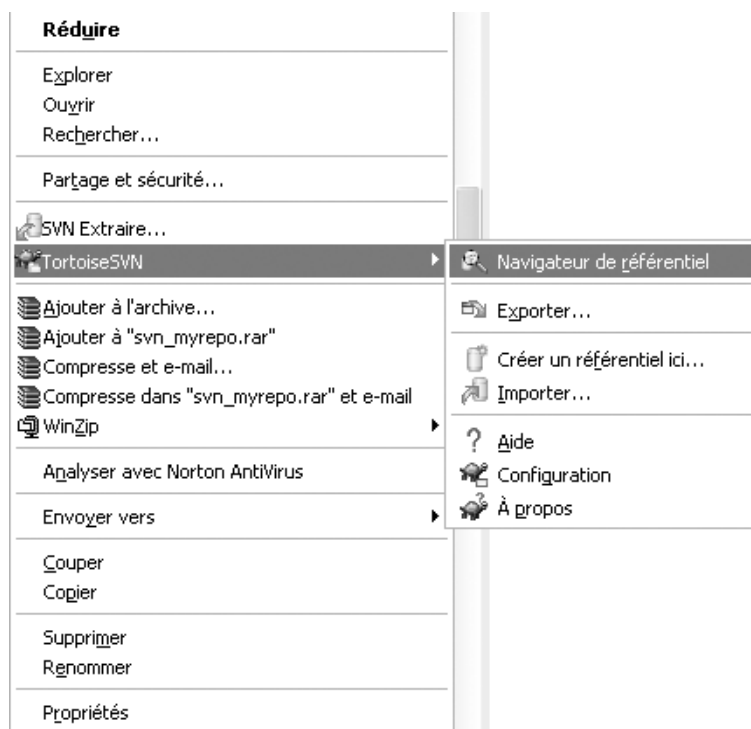 Réduire
Explorer
Ouvrir
Rechercher...
Partage et sécurité...
SVN Extraire...
TortoiseSVN
Navigateur de référentiel
Exporter...
Créer un référentiel ici...
Importer...
Aide
Configuration
À propos
Ajouter à l'archive...
Ajouter à "svn_myrepo.rar"
Compresse et e-mail...
Compresse dans "svn_myrepo.rar" et e-mail
WinZip
Analyser avec Norton AntiVirus
Envoyer vers
Couper
Copier
Supprimer
Renommer
Propriétés